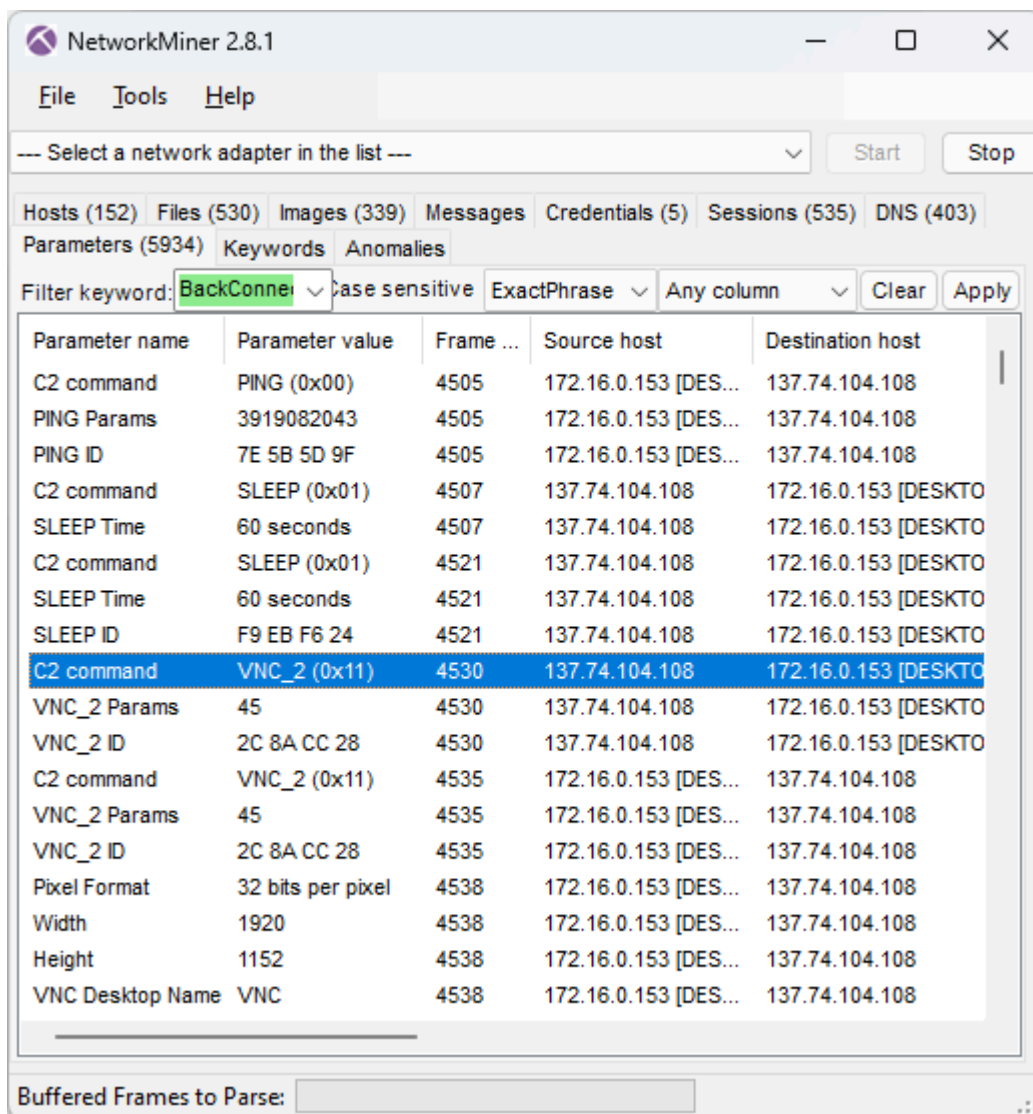 NetworkMiner 2.8.1
File Tools Help
--- Select a network adapter in the list --- Start Stop
Hosts (152) Files (530) Images (339) Messages Credentials (5) Sessions (535) DNS (403)
Parameters (5934) Keywords Anomalies
Filter keyword: BackConne Case sensitive ExactPhrase Any column Clear Apply
Parameter name Parameter value Frame ... Source host Destination host
C2 command PING (0x00) 4505 172.16.0.153 [DES... 137.74.104.108
PING Params 3919082043 4505 172.16.0.153 [DES... 137.74.104.108
PING ID 7E 5B 5D 9F 4505 172.16.0.153 [DES... 137.74.104.108
C2 command SLEEP (0x01) 4507 137.74.104.108 172.16.0.153 [DESKTO
SLEEP Time 60 seconds 4507 137.74.104.108 172.16.0.153 [DESKTO
C2 command SLEEP (0x01) 4521 137.74.104.108 172.16.0.153 [DESKTO
SLEEP Time 60 seconds 4521 137.74.104.108 172.16.0.153 [DESKTO
SLEEP ID F9 EB F6 24 4521 137.74.104.108 172.16.0.153 [DESKTO
C2 command VNC_2 (0x11) 4530 137.74.104.108 172.16.0.153 [DESKTO
VNC_2 Params 45 4530 137.74.104.108 172.16.0.153 [DESKTO
VNC_2 ID 2C 8A CC 28 4530 137.74.104.108 172.16.0.153 [DESKTO
C2 command VNC_2 (0x11) 4535 172.16.0.153 [DES... 137.74.104.108
VNC_2 Params 45 4535 172.16.0.153 [DES... 137.74.104.108
VNC_2 ID 2C 8A CC 28 4535 172.16.0.153 [DES... 137.74.104.108
Pixel Format 32 bits per pixel 4538 172.16.0.153 [DES... 137.74.104.108
Width 1920 4538 172.16.0.153 [DES... 137.74.104.108
Height 1152 4538 172.16.0.153 [DES... 137.74.104.108
VNC Desktop Name VNC 4538 172.16.0.153 [DES... 137.74.104.108
Buffered Frames to Parse: